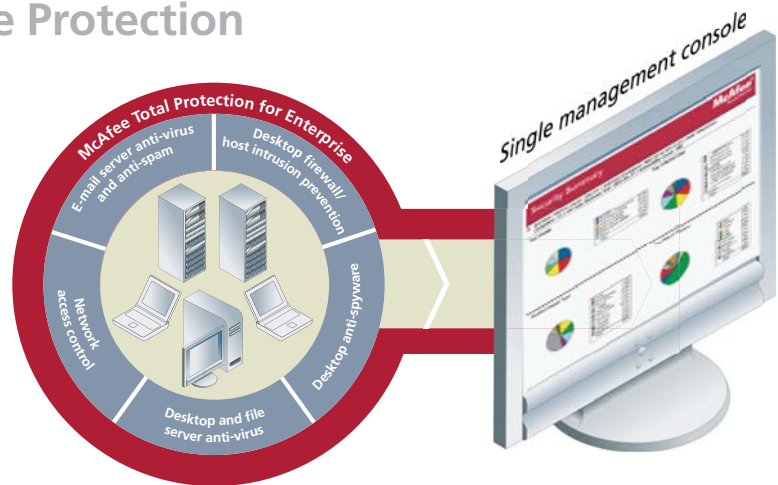 e Protection
McAfee Total Protection for Enterprise
E-mail server anti-virus
and anti-spam
Desktop firewall/
host intrusion prevention
Desktop anti-spyware
Desktop and file
server anti-virus
Network
access control
Single management console
McAfee
Security Summary